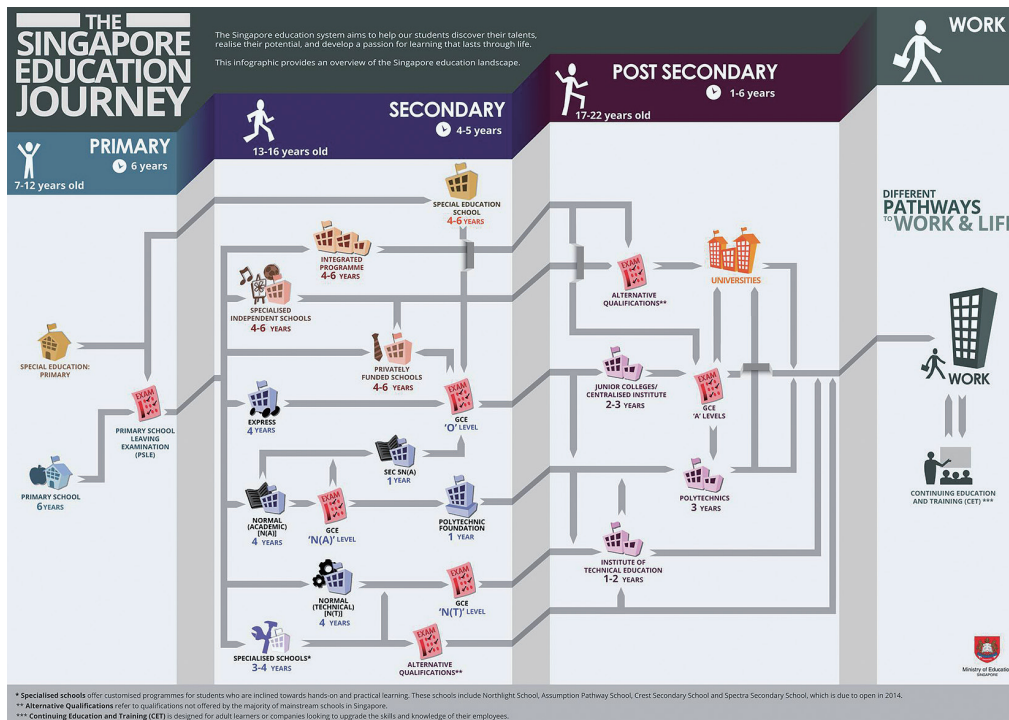 THE
SINGAPORE
EDUCATION
JOURNEY
The Singapore education system aims to help our students discover their talents,
realise their potential, and develop a passion for learning that lasts through life.
This infographic provides an overview of the Singapore education landscape.
PRIMARY
6 years
7-12 years old
SECONDARY
4-5 years
13-16 years old
POST SECONDARY
1-6 years
17-22 years old
WORK
SPECIAL EDUCATION:
PRIMARY
PRIMARY SCHOOL
6 YEARS
EXAM
PRIMARY SCHOOL
LEAVING
EXAMINATION
(PSLE)
SPECIAL EDUCATION
SCHOOL
4-6 YEARS
INTEGRATED
PROGRAMME
4-6 YEARS
SPECIALISED
INDEPENDENT SCHOOLS
4-6 YEARS
PRIVATELY
FUNDED SCHOOLS
4-6 YEARS
EXPRESS
4 YEARS
EXAM
GCE
'O' LEVEL
SEC 5N(A)
1 YEAR
NORMAL
(ACADEMIC)
[N(A)]
4 YEARS
EXAM
GCE
'N(A)' LEVEL
POLYTECHNIC
FOUNDATION
1 YEAR
NORMAL
(TECHNICAL)
[N(T)]
4 YEARS
EXAM
GCE
'N(T)' LEVEL
SPECIALISED SCHOOLS*
3-4 YEARS
EXAM
ALTERNATIVE
QUALIFICATIONS**
EXAM
ALTERNATIVE
QUALIFICATIONS**
UNIVERSITIES
JUNIOR COLLEGES/
CENTRALISED INSTITUTE
2-3 YEARS
EXAM
GCE
'A' LEVELS
POLYTECHNICS
3 YEARS
INSTITUTE OF
TECHNICAL EDUCATION
1-2 YEARS
DIFFERENT
PATHWAYS
TO WORK & LIF
WORK
CONTINUING EDUCATION
AND TRAINING (CET) ***
Ministry of Educatio
SINGAPORE
* Specialised schools offer customised programmes for students who are inclined towards hands-on and practical learning. These schools include Northlight School, Assumption Pathway School, Crest Secondary School and Spectra Secondary School, which is due to open in 2014.
** Alternative Qualifications refer to qualifications not offered by the majority of mainstream schools in Singapore.
*** Continuing Education and Training (CET) is designed for adult learners or companies looking to upgrade the skills and knowledge of their employees.